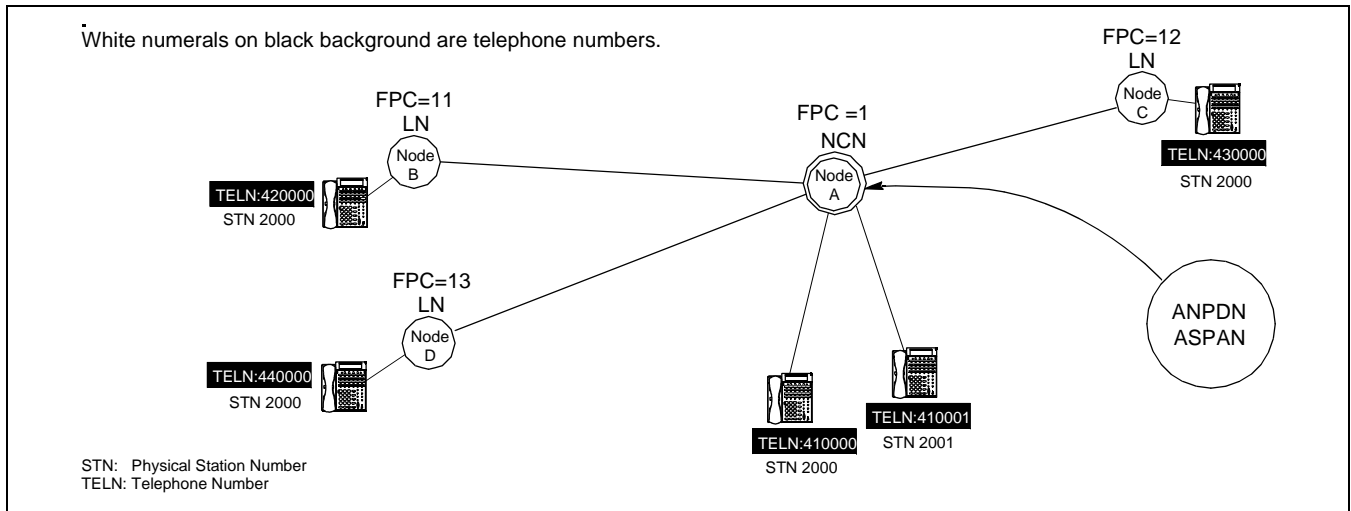 White numerals on black background are telephone numbers.
FPC=12
LN
Node
C
TELN:430000
STN 2000
FPC=11
LN
Node
B
TELN:420000
STN 2000
FPC =1
NCN
Node
A
FPC=13
LN
Node
D
TELN:440000
STN 2000
ANPDN
ASPAN
TELN:410001
STN 2001
TELN:410000
STN 2000
STN: Physical Station Number
TELN: Telephone Number